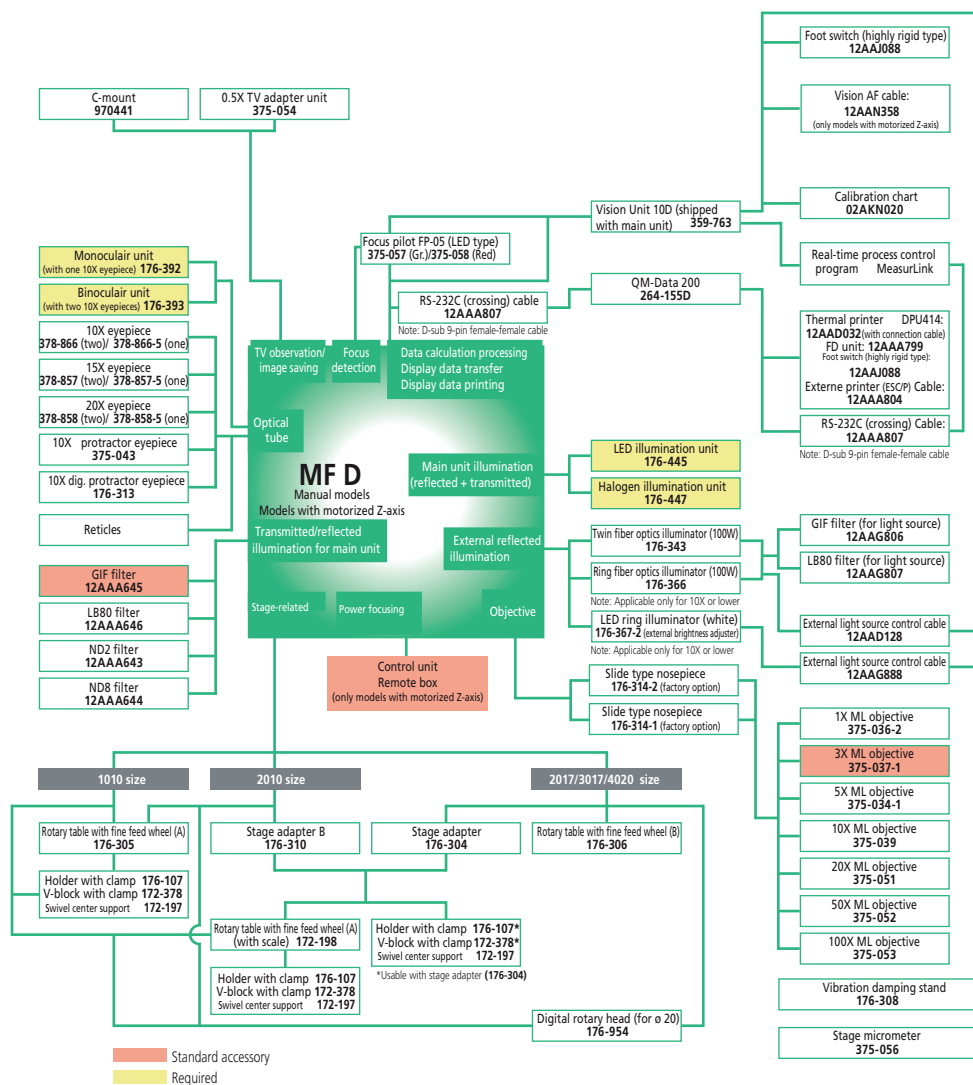 Foot switch (highly rigid type)
12AAJ088
C-mount
970441
0.5X TV adapter unit
375-054
Vision AF cable:
12AAN358
(only models with motorized Z-axis)
Calibration chart
02AKN020
Vision Unit 10D (shipped
with main unit) 359-763
Focus pilot FP-05 (LED type)
375-057 (Gr.)/375-058 (Red)
Real-time process control
program MeasurLink
Monoculair unit
(with one 10X eyepiece) 176-392
Binoculair unit
(with two 10X eyepieces) 176-393
10X eyepiece
378-866 (two)/ 378-866-5 (one)
15X eyepiece
378-857 (two)/ 378-857-5 (one)
20X eyepiece
378-858 (two)/ 378-858-5 (one)
10X protractor eyepiece
375-043
10X dig. protractor eyepiece
176-313
Reticles
RS-232C (crossing) cable
12AAA807
Note: D-sub 9-pin female-female cable
QM-Data 200
264-155D
Thermal printer DPU414:
12AAD032 (with connection cable)
FD unit: 12AAA799
Foot switch (highly rigid type):
12AAJ088
Externe printer (ESC/P) Cable:
12AAA804
RS-232C (crossing) Cable:
12AAA807
Note: D-sub 9-pin female-female cable
TV observation/
image saving
Focus
detection
Data calculation processing
Display data transfer
Display data printing
Optical
tube
MF D
Manual models
Models with motorized Z-axis
Main unit illumination
(reflected + transmitted)
Transmitted/reflected
illumination for main unit
External reflected
illumination
Stage-related
Power focusing
Objective
LED illumination unit
176-445
Halogen illumination unit
176-447
Twin fiber optics illuminator (100W)
176-343
Ring fiber optics illuminator (100W)
176-366
Note: Applicable only for 10X or lower
LED ring illuminator (white)
176-367-2 (external brightness adjuster)
Note: Applicable only for 10X or lower
GIF filter (for light source)
12AAG806
LB80 filter (for light source)
12AAG807
External light source control cable
12AAD128
External light source control cable
12AAG888
GIF filter
12AAA645
LB80 filter
12AAA646
ND2 filter
12AAA643
ND8 filter
12AAA644
Control unit
Remote box
(only models with motorized Z-axis)
Slide type nosepiece
176-314-2 (factory option)
Slide type nosepiece
176-314-1 (factory option)
1X ML objective
375-036-2
3X ML objective
375-037-1
5X ML objective
375-034-1
10X ML objective
375-039
20X ML objective
375-051
50X ML objective
375-052
100X ML objective
375-053
1010 size
2010 size
2017/3017/4020 size
Rotary table with fine feed wheel (A)
176-305
Stage adapter B
176-310
Stage adapter
176-304
Rotary table with fine feed wheel (B)
176-306
Holder with clamp 176-107
V-block with clamp 172-378
Swivel center support 172-197
Rotary table with fine feed wheel (A)
(with scale) 172-198
Holder with clamp 176-107*
V-block with clamp 172-378*
Swivel center support 172-197
*Usable with stage adapter (176-304)
Holder with clamp 176-107
V-block with clamp 172-378
Swivel center support 172-197
Digital rotary head (for ø 20)
176-954
Vibration damping stand
176-308
Stage micrometer
375-056
Standard accessory
Required